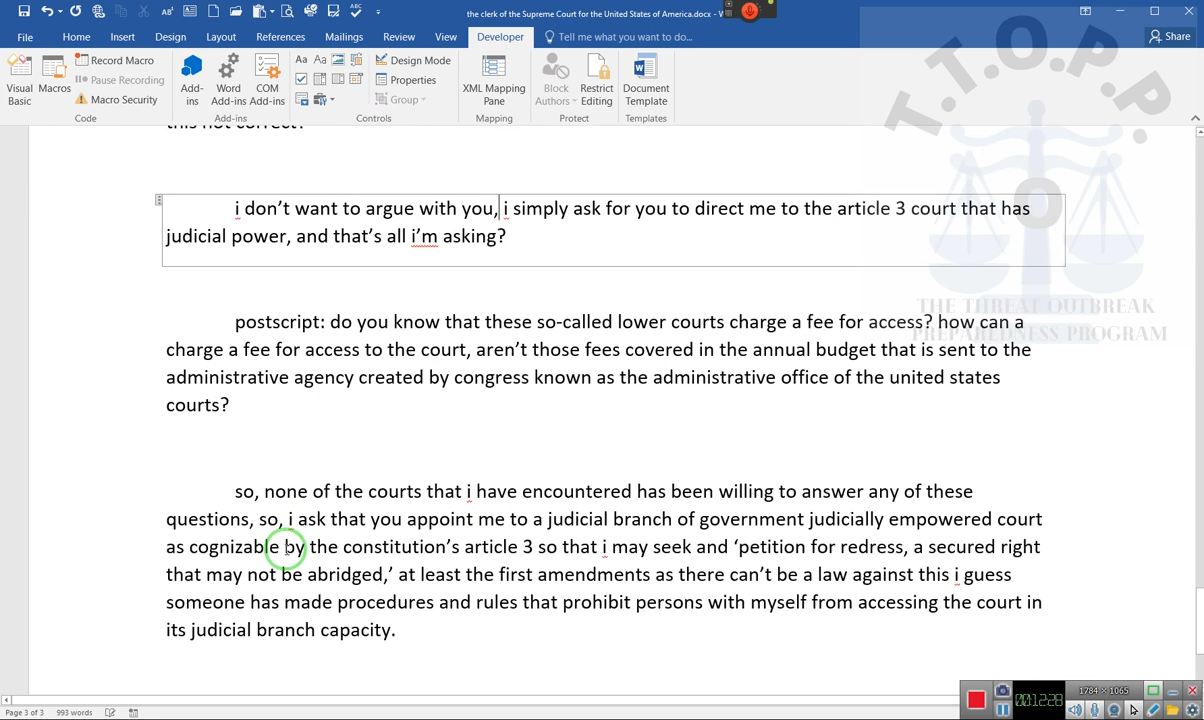 the clerk of the Supreme Court for the United States of America.docx - W
File
Home
Insert
Design
Layout
References
Mailings
Review
View
Developer
Tell me what you want to do...
Share
Visual Basic
Macros
Record Macro
Pause Recording
Macro Security
Code
Add-ins
Word Add-ins
COM Add-ins
Add-ins
Design Mode
Properties
Group
Controls
XML Mapping Pane
Mapping
Block Authors
Restrict Editing
Protect
Document Template
Templates
T.T.O.P.P.
this not correct?
i don’t want to argue with you, i simply ask for you to direct me to the article 3 court that has
judicial power, and that’s all i’m asking?
THE THREAT OUTBREAK
PREPAREDNESS PROGRAM
postscript: do you know that these so-called lower courts charge a fee for access? how can a
charge a fee for access to the court, aren’t those fees covered in the annual budget that is sent to the
administrative agency created by congress known as the administrative office of the united states
courts?
so, none of the courts that i have encountered has been willing to answer any of these
questions, so, i ask that you appoint me to a judicial branch of government judicially empowered court
as cognizable by the constitution’s article 3 so that i may seek and ‘petition for redress, a secured right
that may not be abridged,’ at least the first amendments as there can’t be a law against this i guess
someone has made procedures and rules that prohibit persons with myself from accessing the court in
its judicial branch capacity.
1784 × 1065
00:12:28
Page 3 of 3
993 words